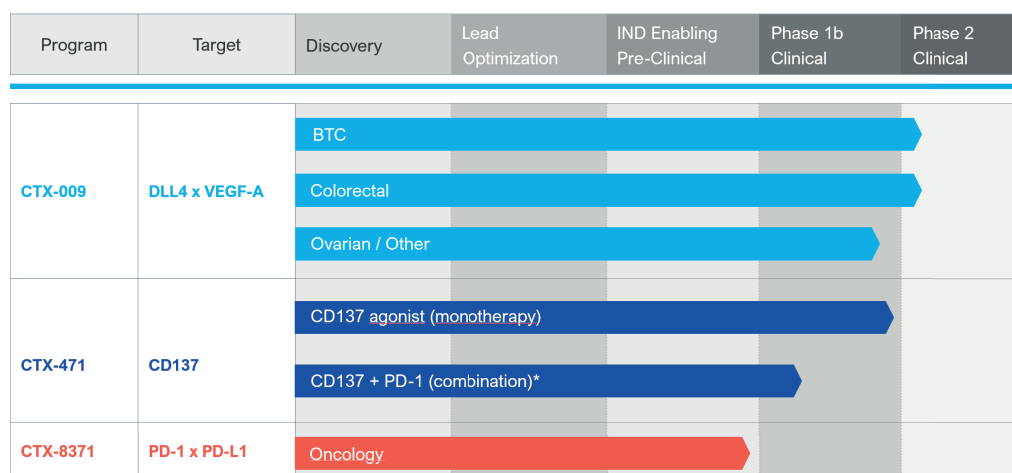 Program
Target
Discovery
Lead
Optimization
IND Enabling
Pre-Clinical
Phase 1b
Clinical
Phase 2
Clinical
CTX-009
DLL4 x VEGF-A
BTC
Colorectal
Ovarian / Other
CTX-471
CD137
CD137 agonist (monotherapy)
CD137 + PD-1 (combination)*
CTX-8371
PD-1 x PD-L1
Oncology